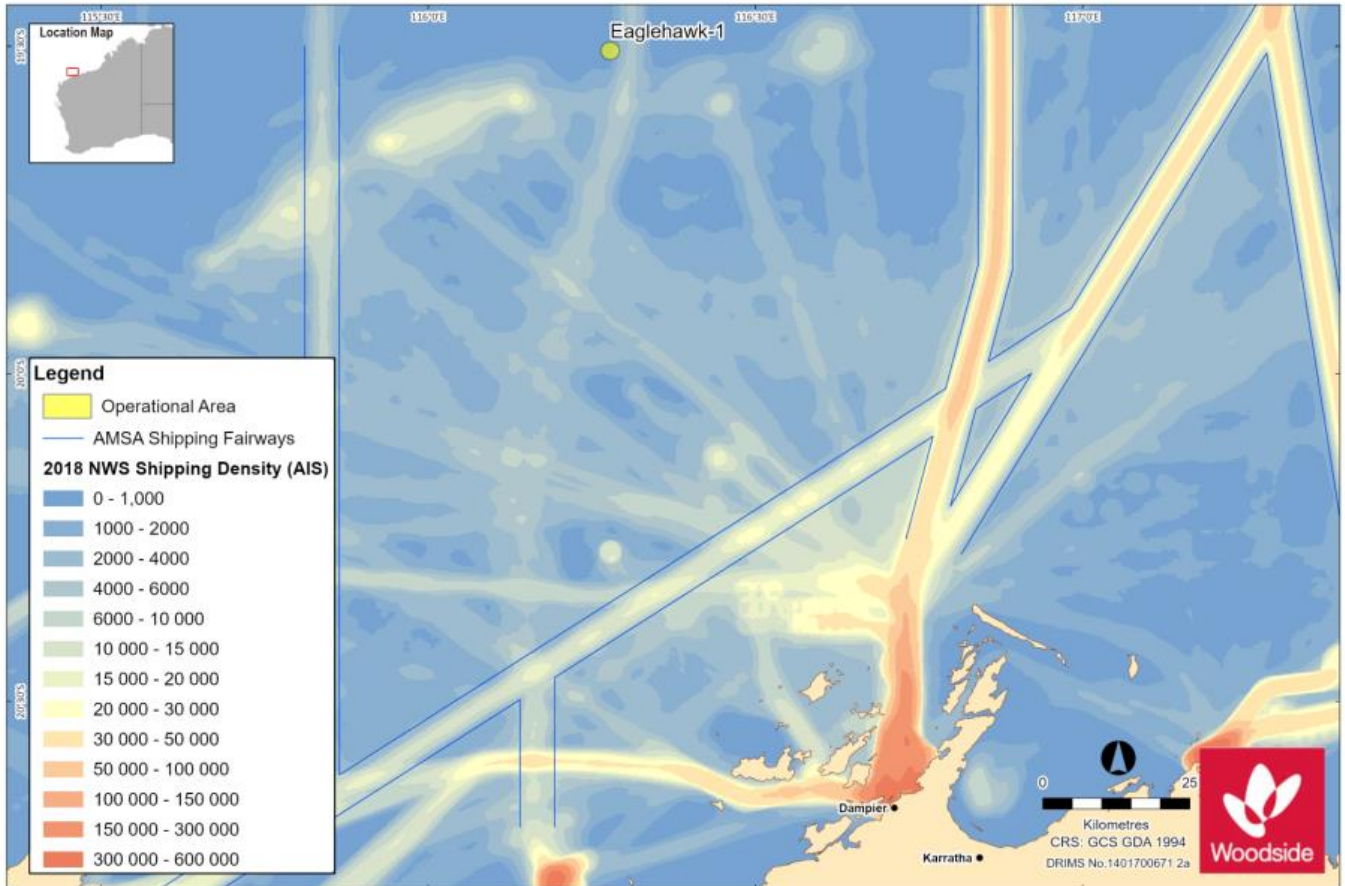 115°30'E
116°0'E
116°30'E
117°0'E
Location Map
Eaglehawk-1
19°30'S
20°0'S
20°30'S
Legend
Operational Area
AMSA Shipping Fairways
2018 NWS Shipping Density (AIS)
0 - 1,000
1000 - 2000
2000 - 4000
4000 - 6000
6000 - 10 000
10 000 - 15 000
15 000 - 20 000
20 000 - 30 000
30 000 - 50 000
50 000 - 100 000
100 000 - 150 000
150 000 - 300 000
300 000 - 600 000
Dampier
Karratha
0 25
Kilometres
CRS: GCS GDA 1994
DRIMS No.1401700671 2a
Woodside